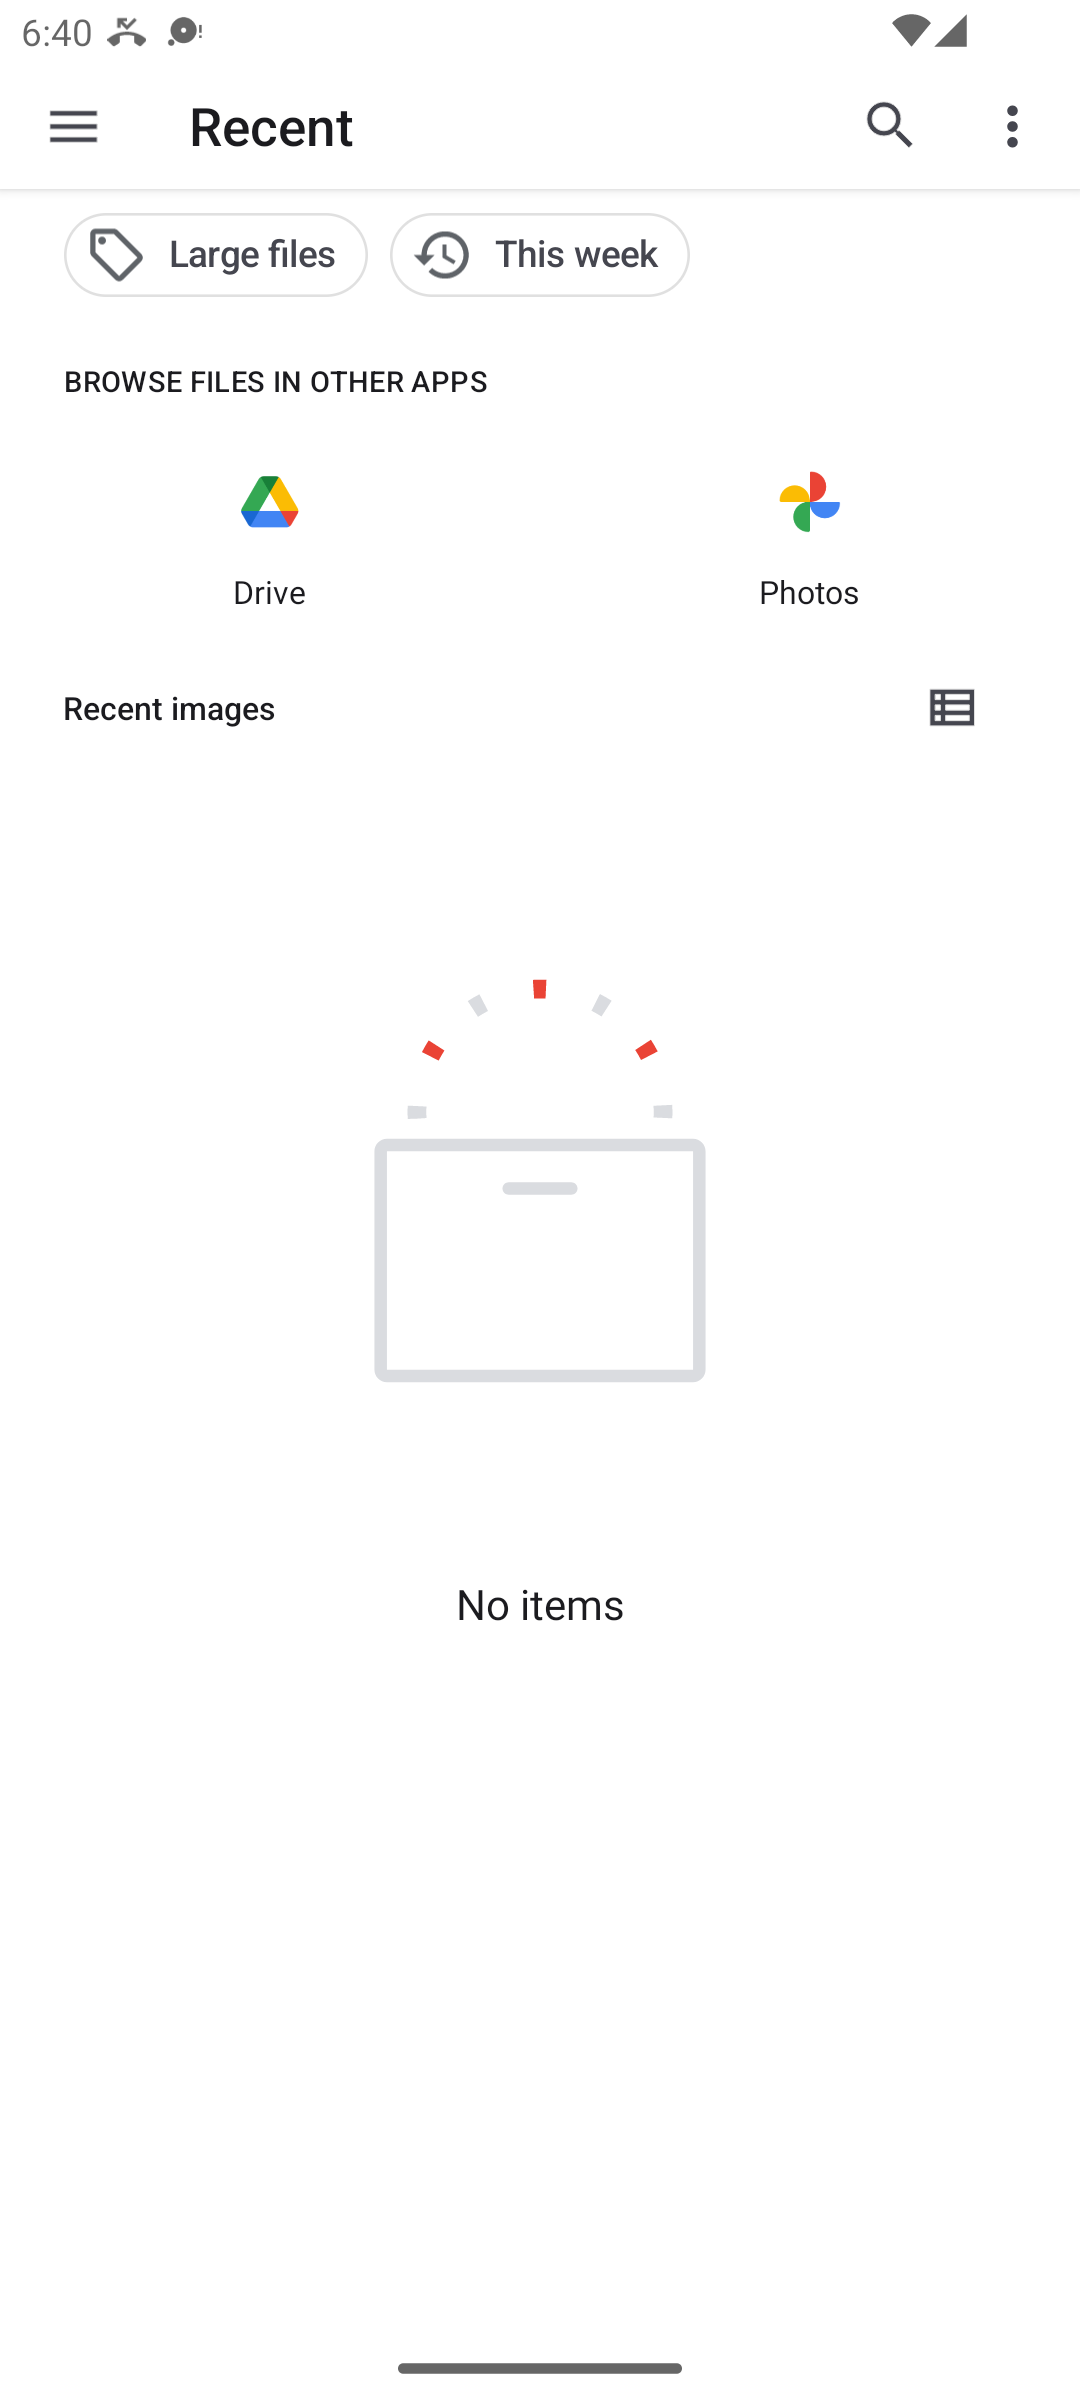 6:40
Recent
Large files
This week
BROWSE FILES IN OTHER APPS
Drive
Photos
Recent images
No items